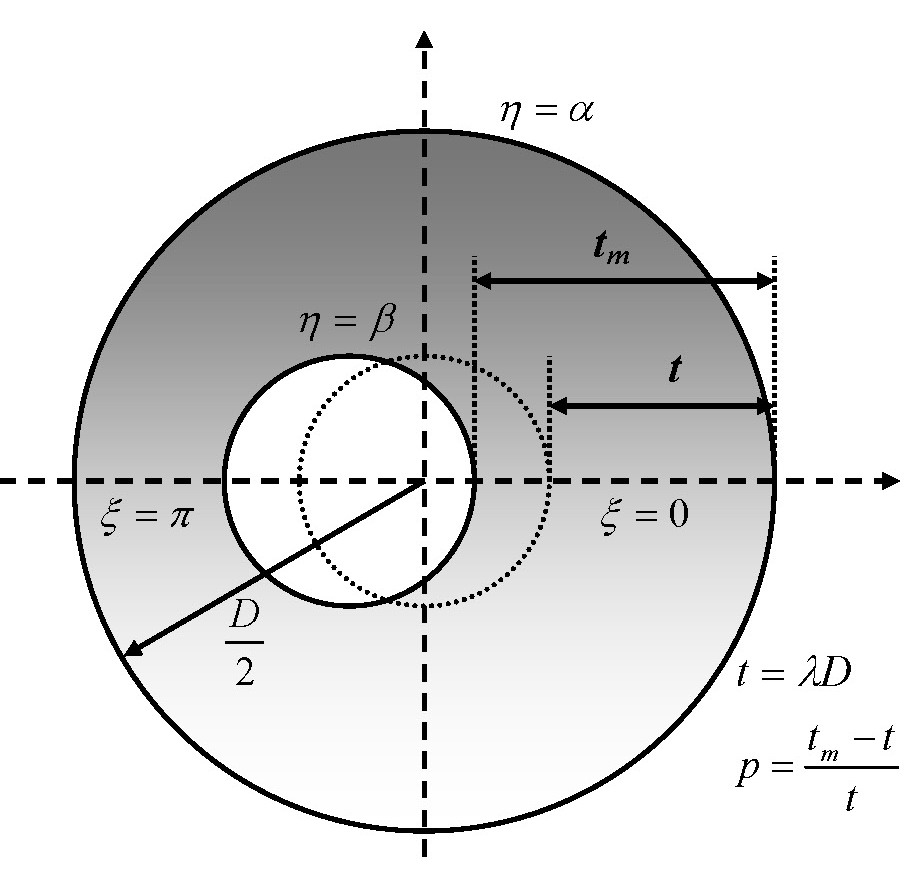 η = α
t_m
η = β
t
ξ = π
ξ = 0
D/2
t = λD
p = (t_m − t)/t